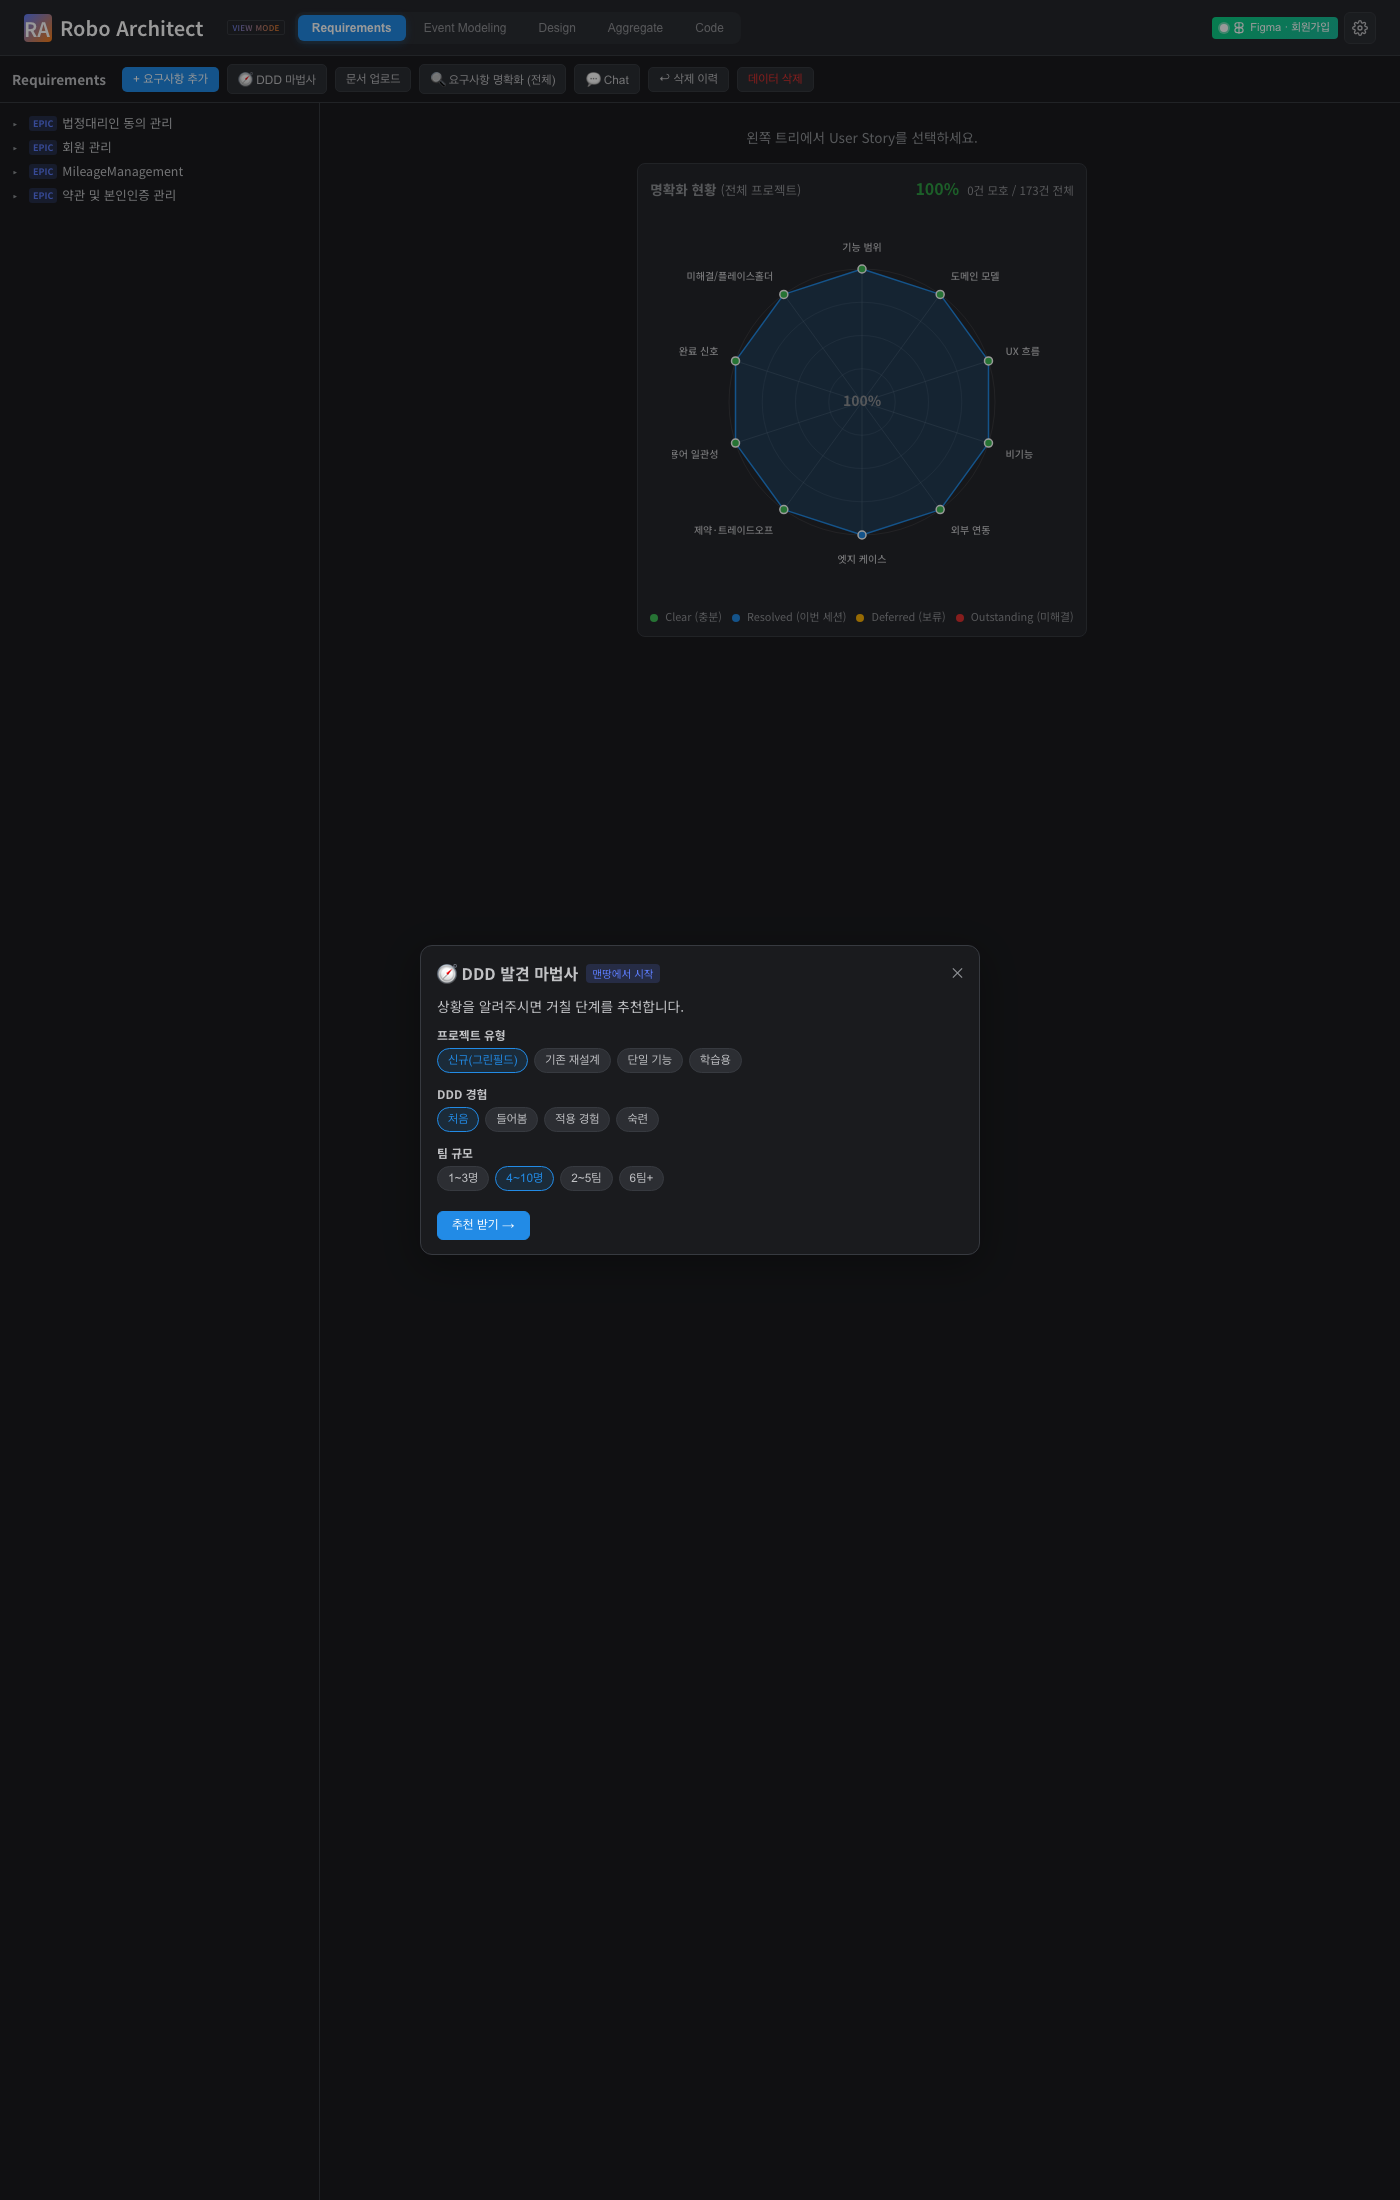 RA Robo Architect VIEW MODE Requirements Event Modeling Design Aggregate Code Figma · 회원가입
Requirements + 요구사항 추가 DDD 마법사 문서 업로드 요구사항 명확화 (전체) Chat ↩ 삭제 이력 데이터 삭제
▸ EPIC 법정대리인 동의 관리
▸ EPIC 회원 관리
▸ EPIC MileageManagement
▸ EPIC 약관 및 본인인증 관리
왼쪽 트리에서 User Story를 선택하세요.
명확화 현황 (전체 프로젝트) 100% 0건 모호 / 173건 전체
기능 범위
미해결/플레이스홀더 도메인 모델
완료 신호 UX 흐름
100%
용어 일관성 비기능
제약·트레이드오프 외부 연동
엣지 케이스
Clear (충분) Resolved (이번 세션) Deferred (보류) Outstanding (미해결)
DDD 발견 마법사 맨땅에서 시작
상황을 알려주시면 거칠 단계를 추천합니다.
프로젝트 유형
신규(그린필드) 기존 재설계 단일 기능 학습용
DDD 경험
처음 들어봄 적용 경험 숙련
팀 규모
1~3명 4~10명 2~5팀 6팀+
추천 받기 →